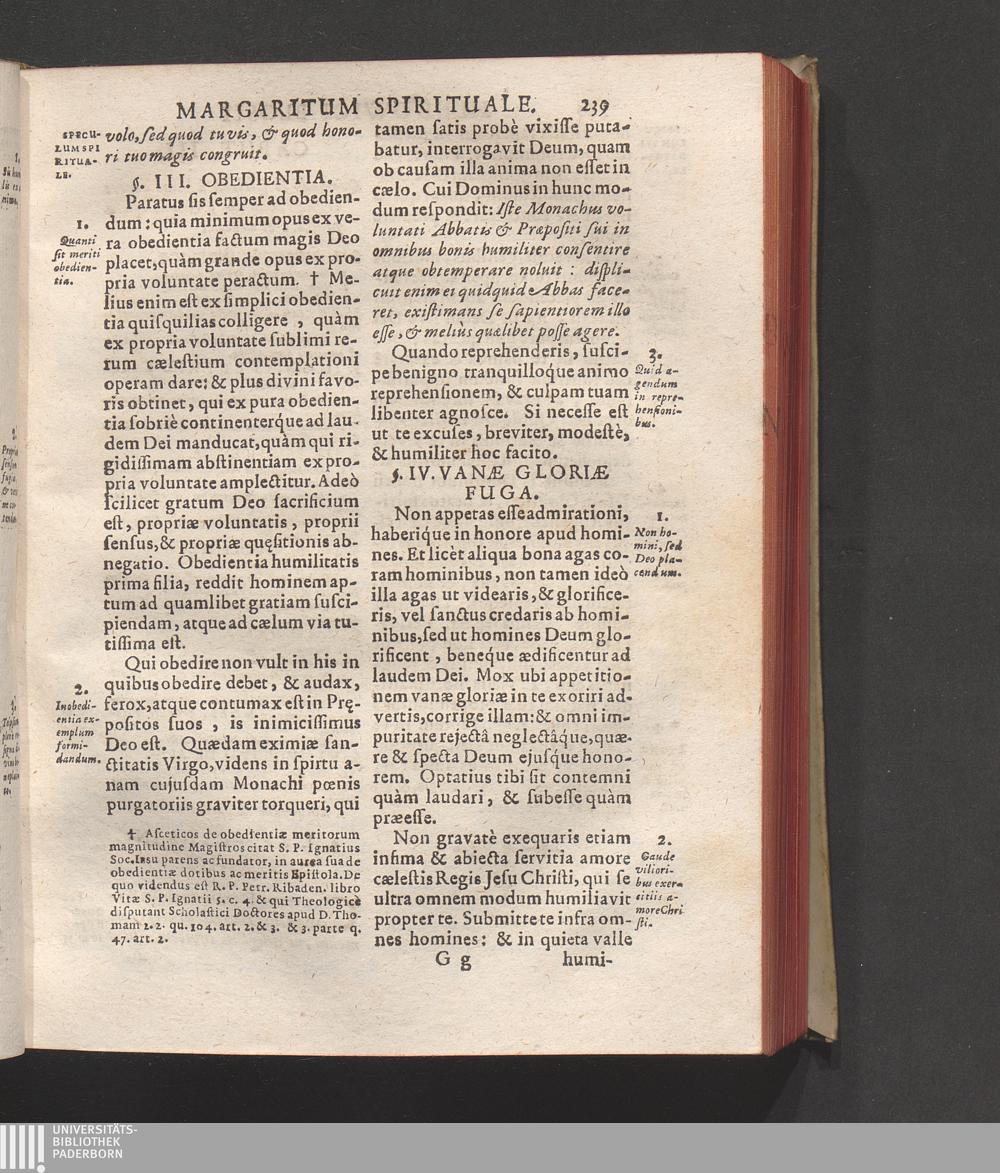 MARGARITUM SPIRITUALE. 239
SPECU-
LUM SPI
RITUA-
LE.
volo, ſed quod tu vis, & quod hono-
ri tuo magis congruit.
§. III. OBEDIENTIA.
1.
Quanti
ſit meriti
obedien-
tia.
Paratus ſis ſemper ad obedien-
dum: quia minimum opus ex ve-
ra obedientia factum magis Deo
placet, quàm grande opus ex pro-
pria voluntate peractum. † Me-
lius enim eſt ex ſimplici obedien-
tia quiſquilias colligere , quàm
ex propria voluntate ſublimi re-
rum cæleſtium contemplationi
operam dare: & plus divini favo-
ris obtinet, qui ex pura obedien-
tia ſobriè continenterq́ue ad lau-
dem Dei manducat, quàm qui ri-
gidiſſimam abſtinentiam ex pro-
pria voluntate amplectitur. Adeò
ſcilicet gratum Deo ſacrificium
eſt, propriæ voluntatis, proprii
ſenſus, & propriæ quęſitionis ab-
negatio. Obedientia humilitatis
prima filia, reddit hominem ap-
tum ad quamlibet gratiam ſuſci-
piendam, atque ad cælum via tu-
tiſſima eſt.
2.
Inobedi-
entia ex-
emplum
formi-
dandum.
Qui obedire non vult in his in
quibus obedire debet, & audax,
ferox, atque contumax eſt in Prę-
poſitos ſuos , is inimiciſſimus
Deo eſt. Quædam eximiæ ſan-
ctitatis Virgo, videns in ſpirtu a-
nam cujuſdam Monachi pœnis
purgatoriis graviter torqueri, qui
† Aſceticos de obedientiæ meritorum
magnitudine Magiſtros citat S. P. Ignatius
Soc. Iesu parens ac fundator, in aurea ſua de
obedientiæ dotibus ac meritis Epiſtola. De
quo videndus eſt R. P. Petr. Ribaden. libro
Vitæ S. P. Ignatii 5. c. 4. & qui Theologicè
diſputant Scholaſtici Doctores apud D. Tho-
mam 2. 2. qu. 104. art. 2. & 3. & 3. parte q.
47. art. 2.
tamen ſatis probè vixiſſe puta-
batur, interrogavit Deum, quam
ob cauſam illa anima non eſſet in
cælo. Cui Dominus in hunc mo-
dum reſpondit: Iſte Monachus vo-
luntati Abbatis & Præpoſiti ſui in
omnibus bonis humiliter conſentire
atque obtemperare noluit : diſpli-
cuit enim ei quidquid Abbas face-
ret, exiſtimans ſe ſapientiorem illo
eſſe, & meliùs quælibet poſſe agere.
3.
Quid a-
gendum
in repre-
henſioni-
bus.
Quando reprehenderis, ſuſci-
pe benigno tranquilloq́ue animo
reprehenſionem, & culpam tuam
libenter agnoſce. Si neceſſe eſt
ut te excuſes, breviter, modeſtè,
& humiliter hoc facito.
§. IV. VANÆ GLORIÆ
FUGA.
1.
Non ho-
mini, ſed
Deo pla-
cendum.
Non appetas eſſe admirationi,
haberiq́ue in honore apud homi-
nes. Et licèt aliqua bona agas co-
ram hominibus, non tamen ideò
illa agas ut videaris, & glorifice-
ris, vel ſanctus credaris ab homi-
nibus, ſed ut homines Deum glo-
rificent , beneq́ue ædificentur ad
laudem Dei. Mox ubi appetitio-
nem vanæ gloriæ in te exoriri ad-
vertis, corrige illam: & omni im-
puritate rejectâ neglectâq́ue, quæ-
re & ſpecta Deum ejuſq́ue hono-
rem. Optatius tibi ſit contemni
quàm laudari, & ſubeſſe quàm
præeſſe.
2.
Gaude
viliori-
bus exer-
citiis a-
more Chri
ſti.
Non gravatè exequaris etiam
infima & abiecta ſervitia amore
cæleſtis Regis Jeſu Chriſti, qui ſe
ultra omnem modum humiliavit
propter te. Submitte te infra om-
nes homines: & in quieta valle
G g humi-
UNIVERSITÄTS-
BIBLIOTHEK
PADERBORN